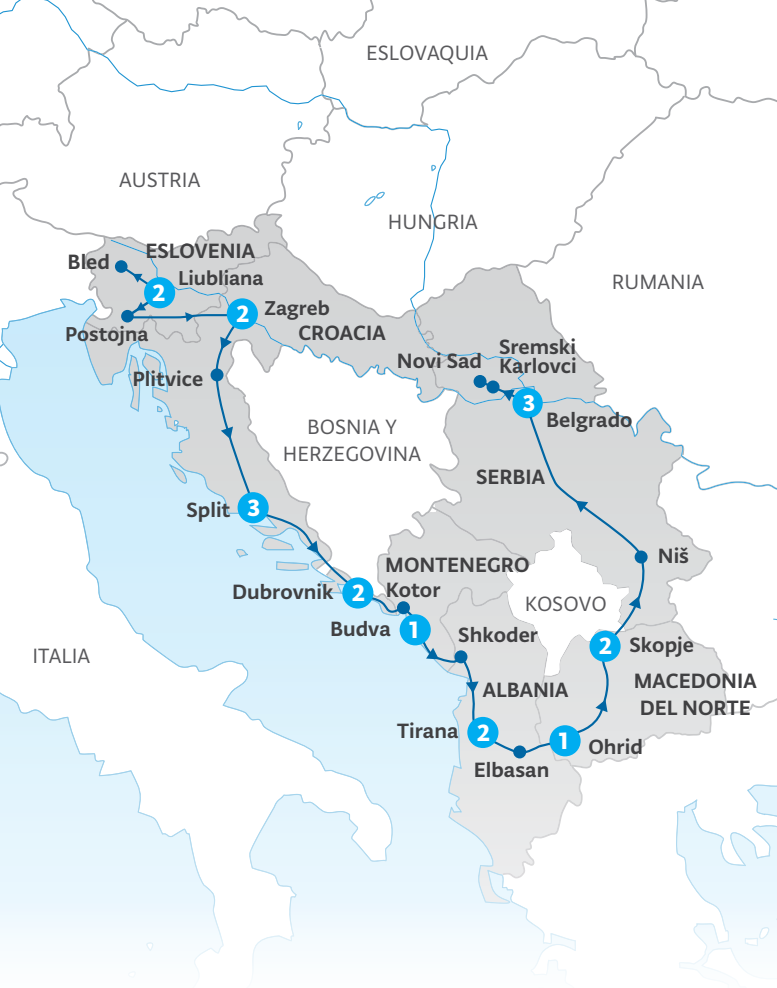 ESLOVAQUIA
AUSTRIA
HUNGRIA
ESLOVENIA
Bled
Liubliana
2
RUMANIA
Postojna
2
Zagreb
CROACIA
Plitvice
Novi Sad
Sremski
Karlovci
3
Belgrado
BOSNIA Y
HERZEGOVINA
SERBIA
Split
3
Niš
MONTENEGRO
Dubrovnik
2
Kotor
KOSOVO
Budva
1
Shkoder
2
Skopje
ITALIA
ALBANIA
MACEDONIA
DEL NORTE
Tirana
2
1
Ohrid
Elbasan